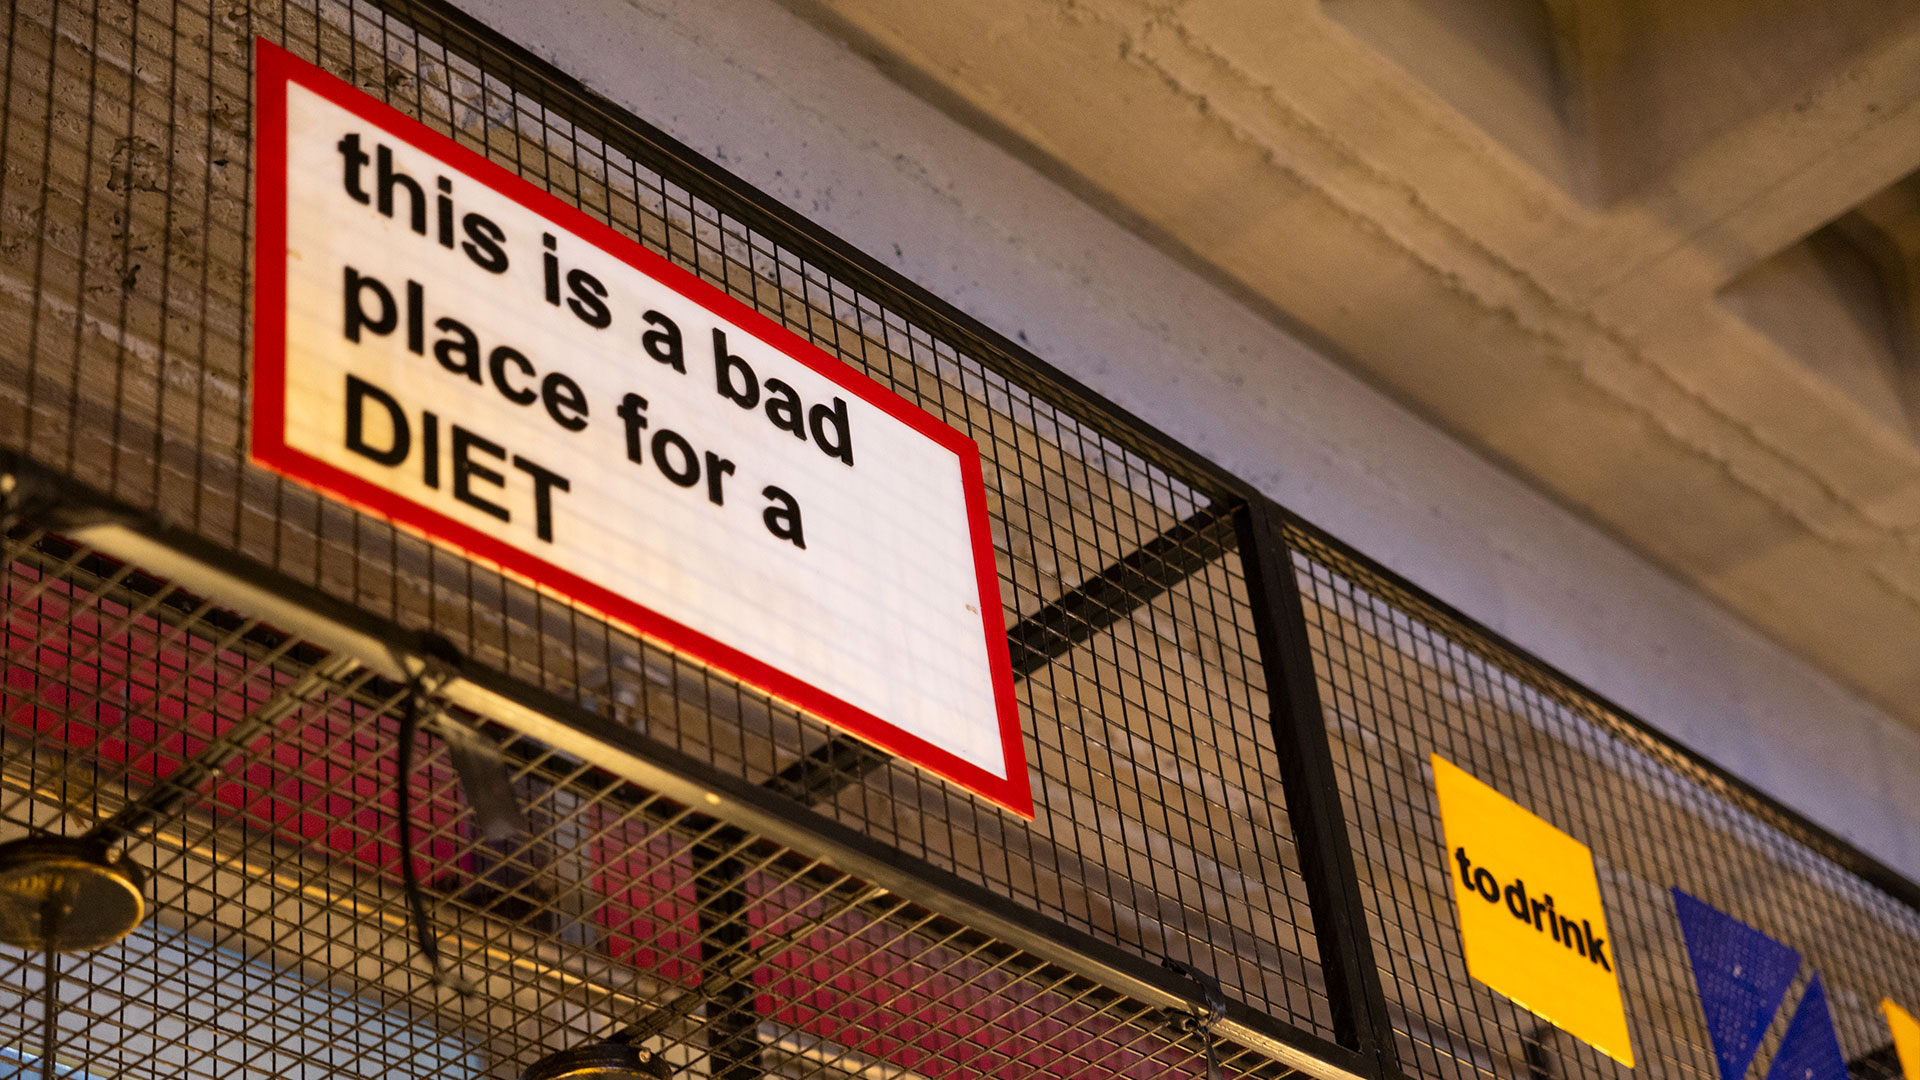 this is a bad
place for a
DIET
to drink